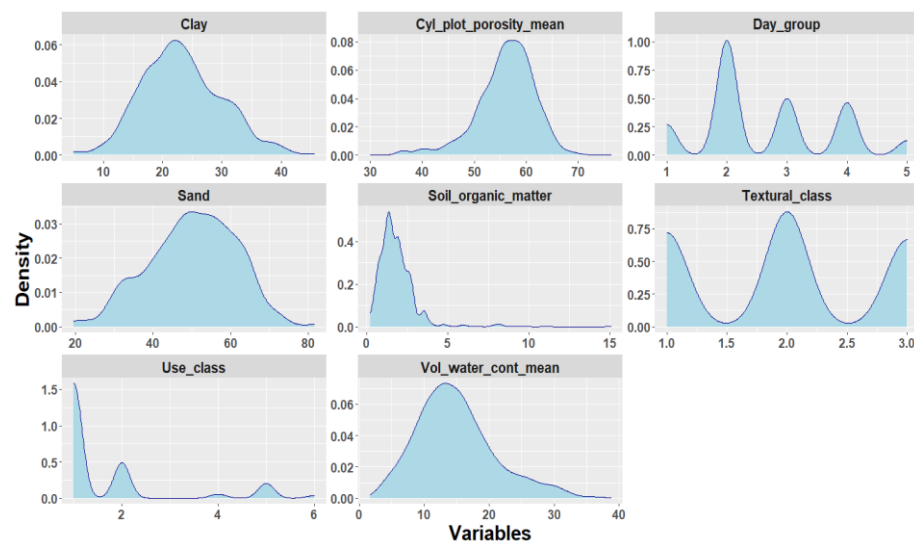 Clay
Cyl_plot_porosity_mean
Day_group
0.06
0.04
0.02
0.00
10 20 30 40
0.08
0.04
0.00
30 40 50 60 70
1.00
0.75
0.50
0.25
0.00
1 2 3 4 5
Sand
Soil_organic_matter
Textural_class
0.03
0.02
0.01
0.00
20 40 60 80
0.4
0.2
0.0
0 5 10 15
0.75
0.50
0.25
0.00
1.0 1.5 2.0 2.5 3.0
Use_class
Vol_water_cont_mean
1.5
1.0
0.5
0.0
2 4 6
0.06
0.04
0.02
0.00
0 10 20 30 40
Density
Variables